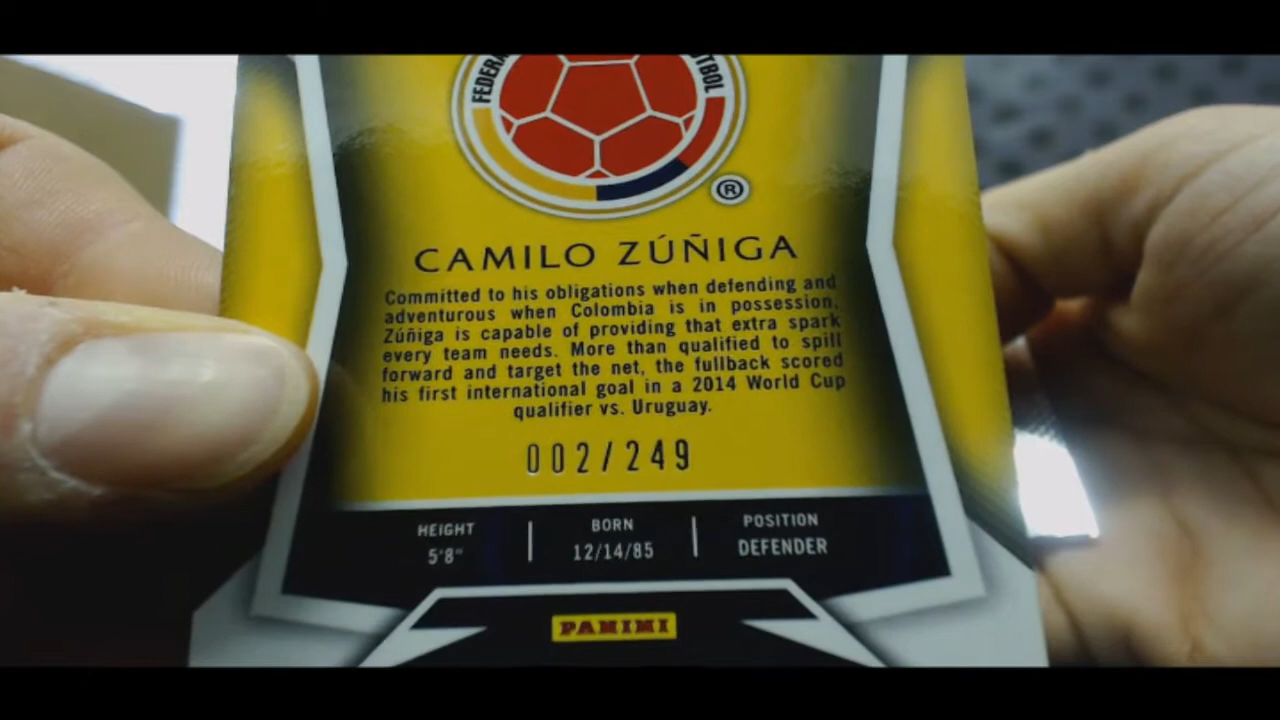 FEDERA
TBOL
®
CAMILO ZÚÑIGA
Committed to his obligations when defending and
adventurous when Colombia is in possession,
Zúñiga is capable of providing that extra spark
every team needs. More than qualified to spill
forward and target the net, the fullback scored
his first international goal in a 2014 World Cup
qualifier vs. Uruguay.
002/249
HEIGHT BORN POSITION
5'8" 12/14/85 DEFENDER
PANINI